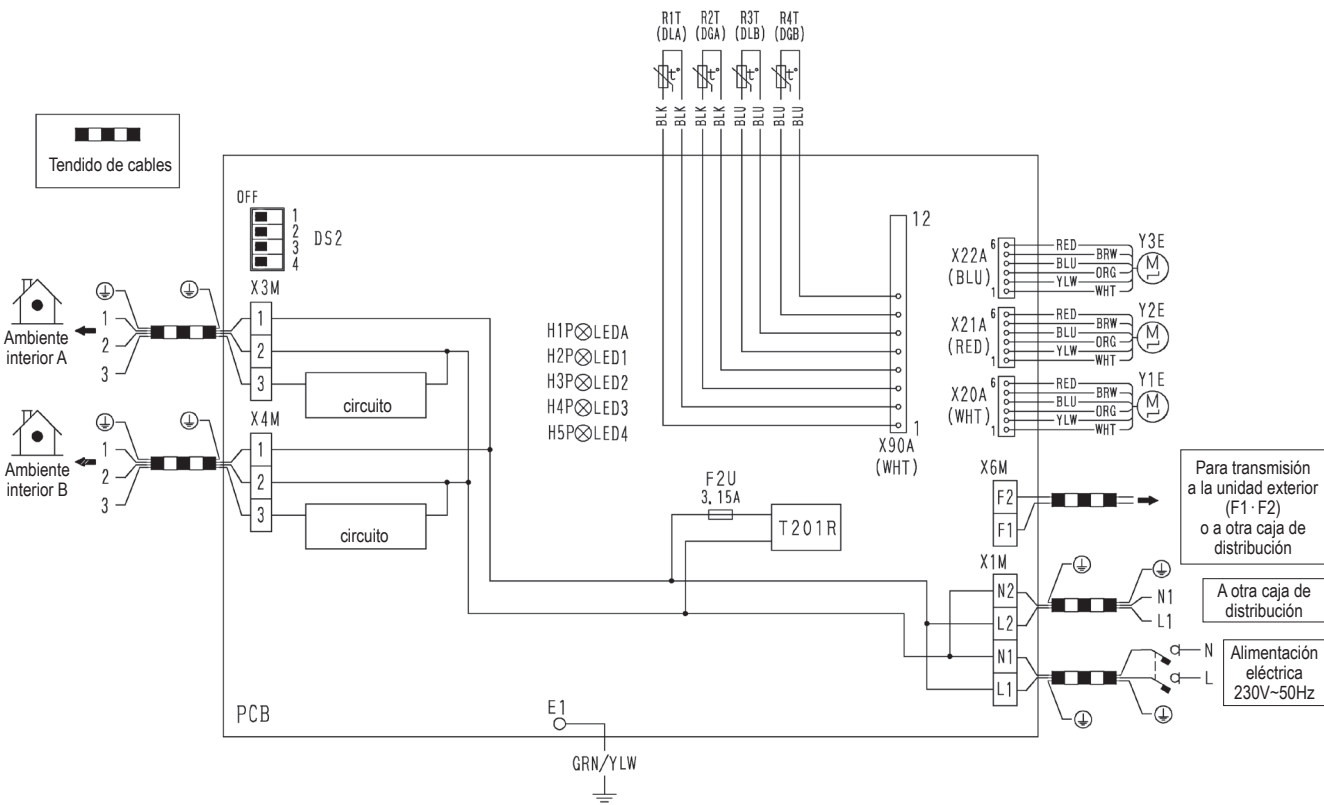 R1T R2T R3T R4T
(DLA) (DGA) (DLB) (DGB)
t° t° t° t°
BLK BLK BLK BLK BLU BLU BLU BLU
Tendido de cables
OFF
1
2
3
4
DS2
X3M
1
2
3
circuito
Ambiente
interior A
1
2
3
X4M
1
2
3
circuito
Ambiente
interior B
1
2
3
H1P LEDA
H2P LED1
H3P LED2
H4P LED3
H5P LED4
12
1
X90A
(WHT)
X22A
(BLU)
6
1
RED
BRW
BLU
ORG
YLW
WHT
Y3E
M
X21A
(RED)
6
1
RED
BRW
BLU
ORG
YLW
WHT
Y2E
M
X20A
(WHT)
6
1
RED
BRW
BLU
ORG
YLW
WHT
Y1E
M
F2U
3,15A
T201R
X6M
F2
F1
Para transmisión
a la unidad exterior
(F1·F2)
o a otra caja de
distribución
X1M
N2
L2
N1
L1
N1
L1
A otra caja de
distribución
N
L
Alimentación
eléctrica
230V~50Hz
PCB
E1
GRN/YLW